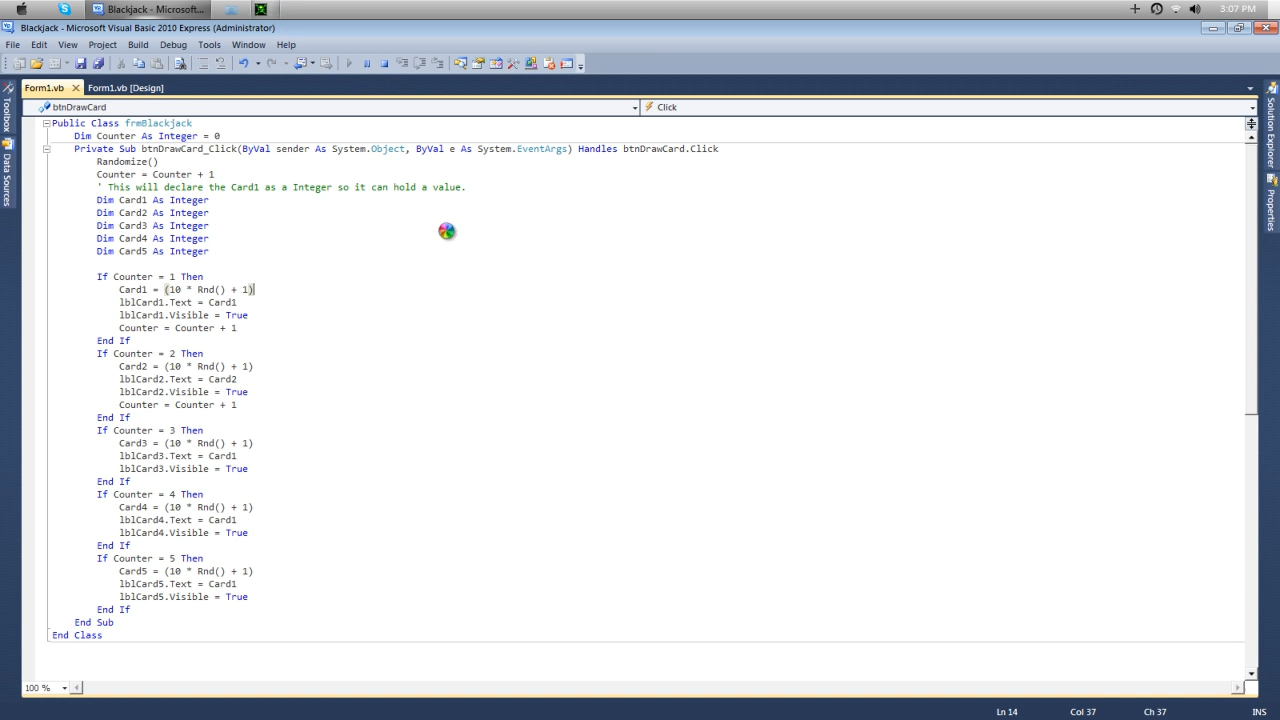 Blackjack - Microsoft... 3:07 PM
Blackjack - Microsoft Visual Basic 2010 Express (Administrator)
File Edit View Project Build Debug Tools Window Help
Form1.vb Form1.vb [Design]
btnDrawCard Click
Toolbox
Data Sources
Solution Explorer
Properties
Public Class frmBlackjack
Dim Counter As Integer = 0
Private Sub btnDrawCard_Click(ByVal sender As System.Object, ByVal e As System.EventArgs) Handles btnDrawCard.Click
Randomize()
Counter = Counter + 1
' This will declare the Card1 as a Integer so it can hold a value.
Dim Card1 As Integer
Dim Card2 As Integer
Dim Card3 As Integer
Dim Card4 As Integer
Dim Card5 As Integer
If Counter = 1 Then
Card1 = (10 * Rnd() + 1)
lblCard1.Text = Card1
lblCard1.Visible = True
Counter = Counter + 1
End If
If Counter = 2 Then
Card2 = (10 * Rnd() + 1)
lblCard2.Text = Card2
lblCard2.Visible = True
Counter = Counter + 1
End If
If Counter = 3 Then
Card3 = (10 * Rnd() + 1)
lblCard3.Text = Card1
lblCard3.Visible = True
End If
If Counter = 4 Then
Card4 = (10 * Rnd() + 1)
lblCard4.Text = Card1
lblCard4.Visible = True
End If
If Counter = 5 Then
Card5 = (10 * Rnd() + 1)
lblCard5.Text = Card1
lblCard5.Visible = True
End If
End Sub
End Class
100 %
Ln 14 Col 37 Ch 37 INS